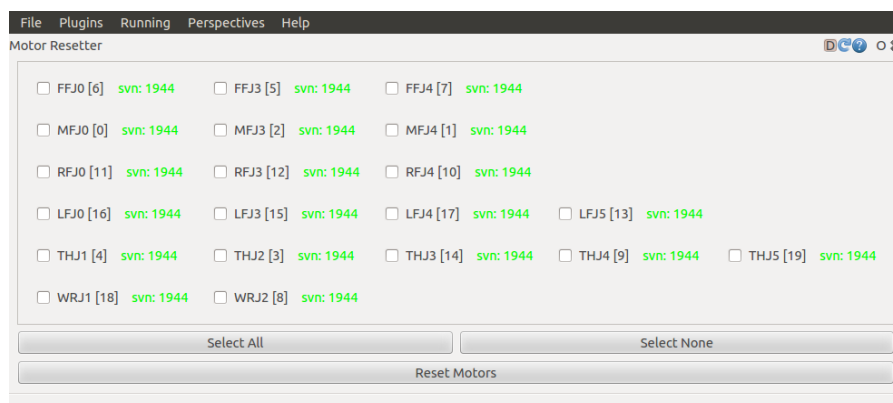 File Plugins Running Perspectives Help
Motor Resetter D ? O
FFJ0 [6] svn: 1944 FFJ3 [5] svn: 1944 FFJ4 [7] svn: 1944
MFJ0 [0] svn: 1944 MFJ3 [2] svn: 1944 MFJ4 [1] svn: 1944
RFJ0 [11] svn: 1944 RFJ3 [12] svn: 1944 RFJ4 [10] svn: 1944
LFJ0 [16] svn: 1944 LFJ3 [15] svn: 1944 LFJ4 [17] svn: 1944 LFJ5 [13] svn: 1944
THJ1 [4] svn: 1944 THJ2 [3] svn: 1944 THJ3 [14] svn: 1944 THJ4 [9] svn: 1944 THJ5 [19] svn: 1944
WRJ1 [18] svn: 1944 WRJ2 [8] svn: 1944
Select All Select None
Reset Motors